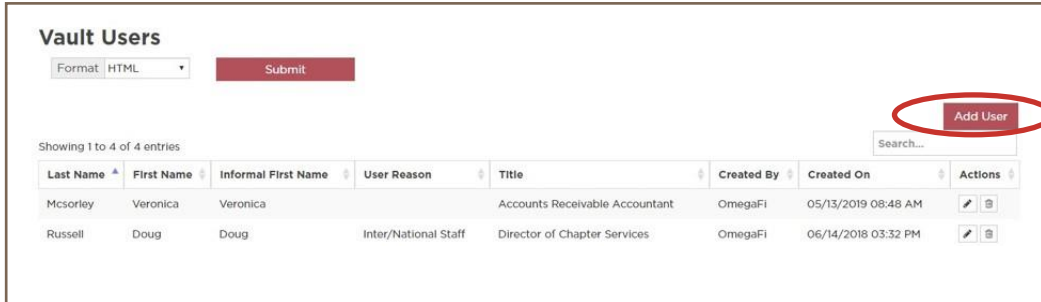 Vault Users
Format HTML Submit
Add User
Showing 1 to 4 of 4 entries
Search...
Last Name First Name Informal First Name User Reason Title Created By Created On Actions
Mcsorley Veronica Veronica Accounts Receivable Accountant OmegaFi 05/13/2019 08:48 AM
Russell Doug Doug Inter/National Staff Director of Chapter Services OmegaFi 06/14/2018 03:32 PM